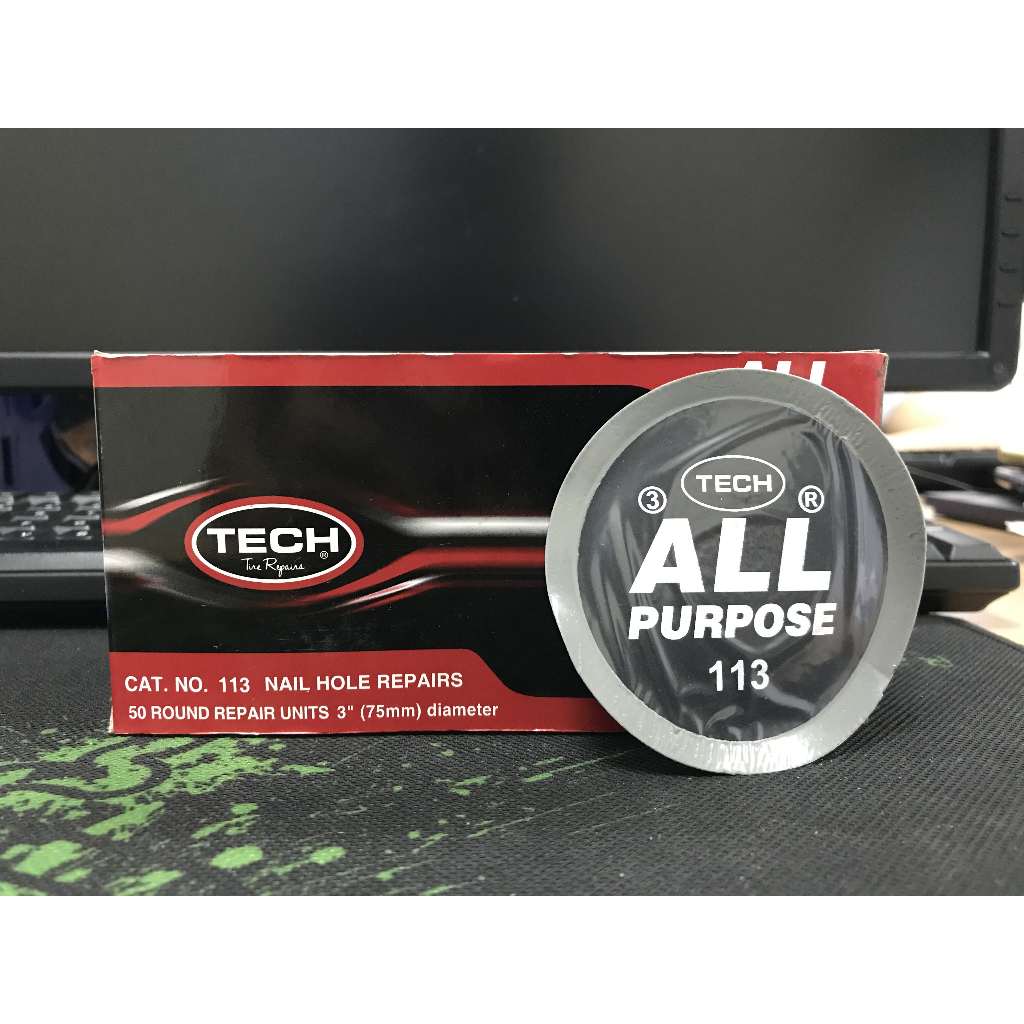 ALL
TECH
®
Tire Repairs
CAT. NO. 113 NAIL HOLE REPAIRS
50 ROUND REPAIR UNITS 3" (75mm) diameter
TECH
③ ®
ALL
PURPOSE
113